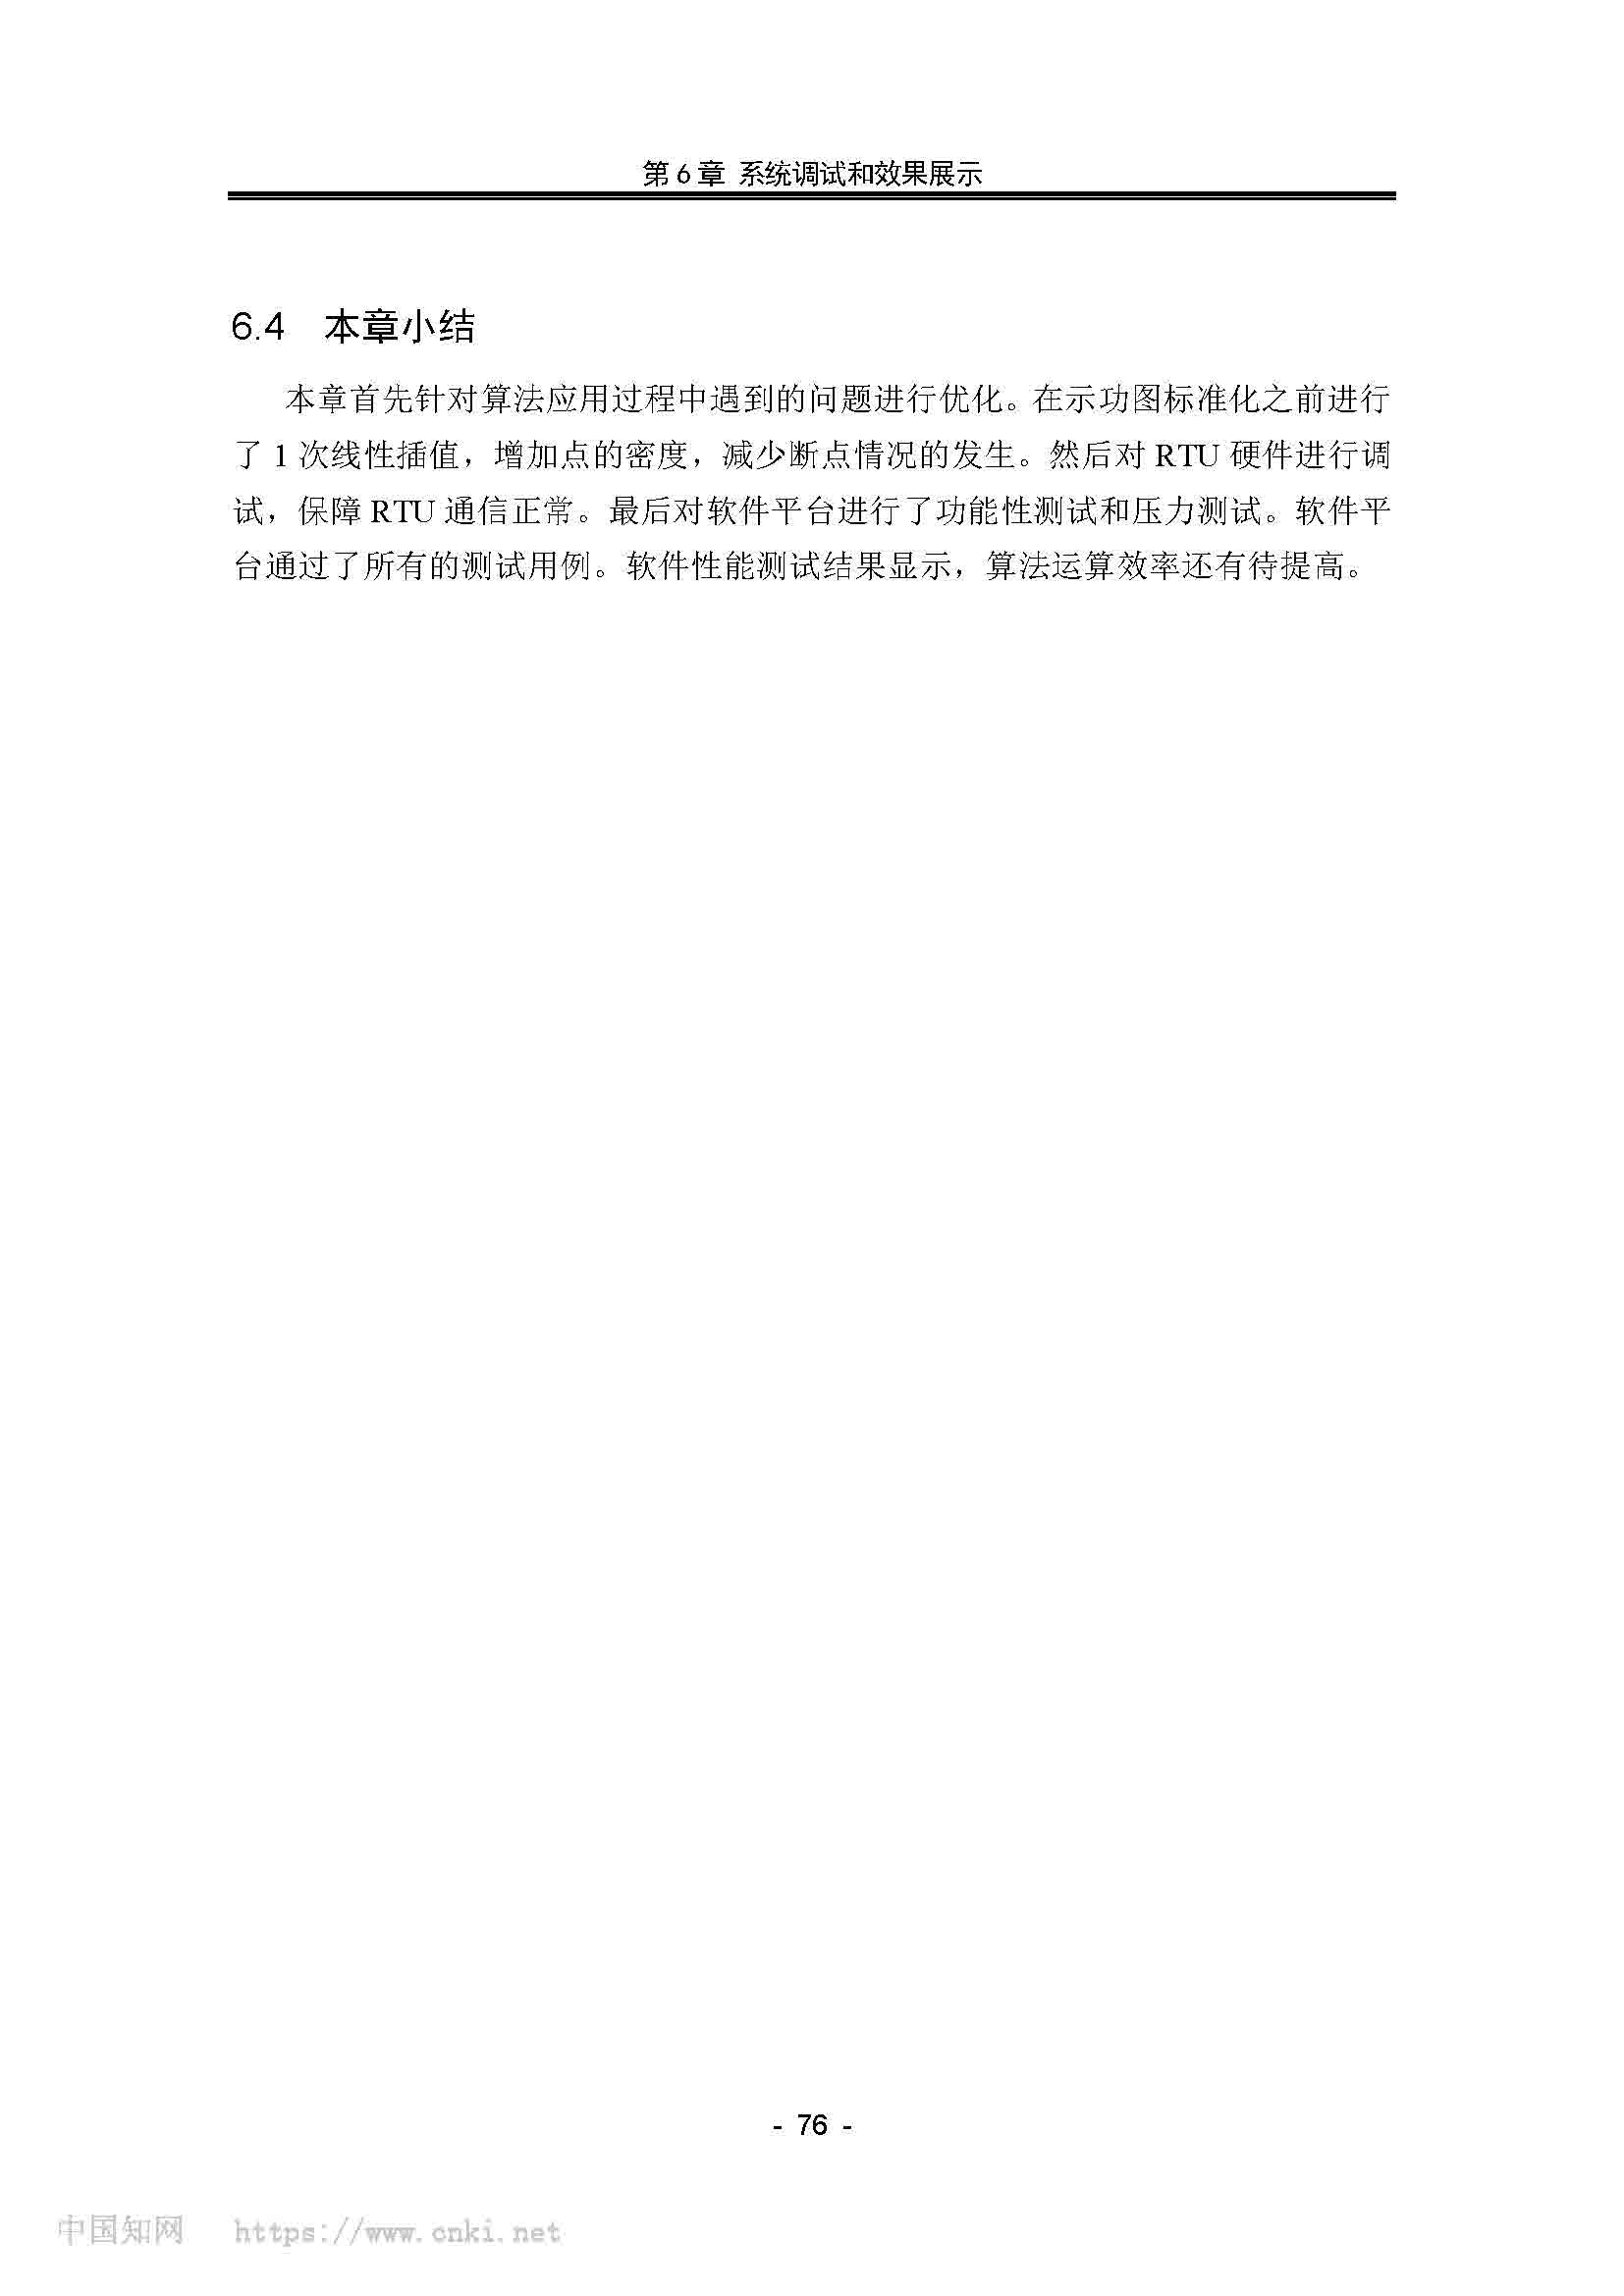 第 6 章 系统调试和效果展示
6.4 本章小结
本章首先针对算法应用过程中遇到的问题进行优化。在示功图标准化之前进行
了 1 次线性插值，增加点的密度，减少断点情况的发生。然后对 RTU 硬件进行调
试，保障 RTU 通信正常。最后对软件平台进行了功能性测试和压力测试。软件平
台通过了所有的测试用例。软件性能测试结果显示，算法运算效率还有待提高。
- 76 -
中国知网 https://www.cnki.net